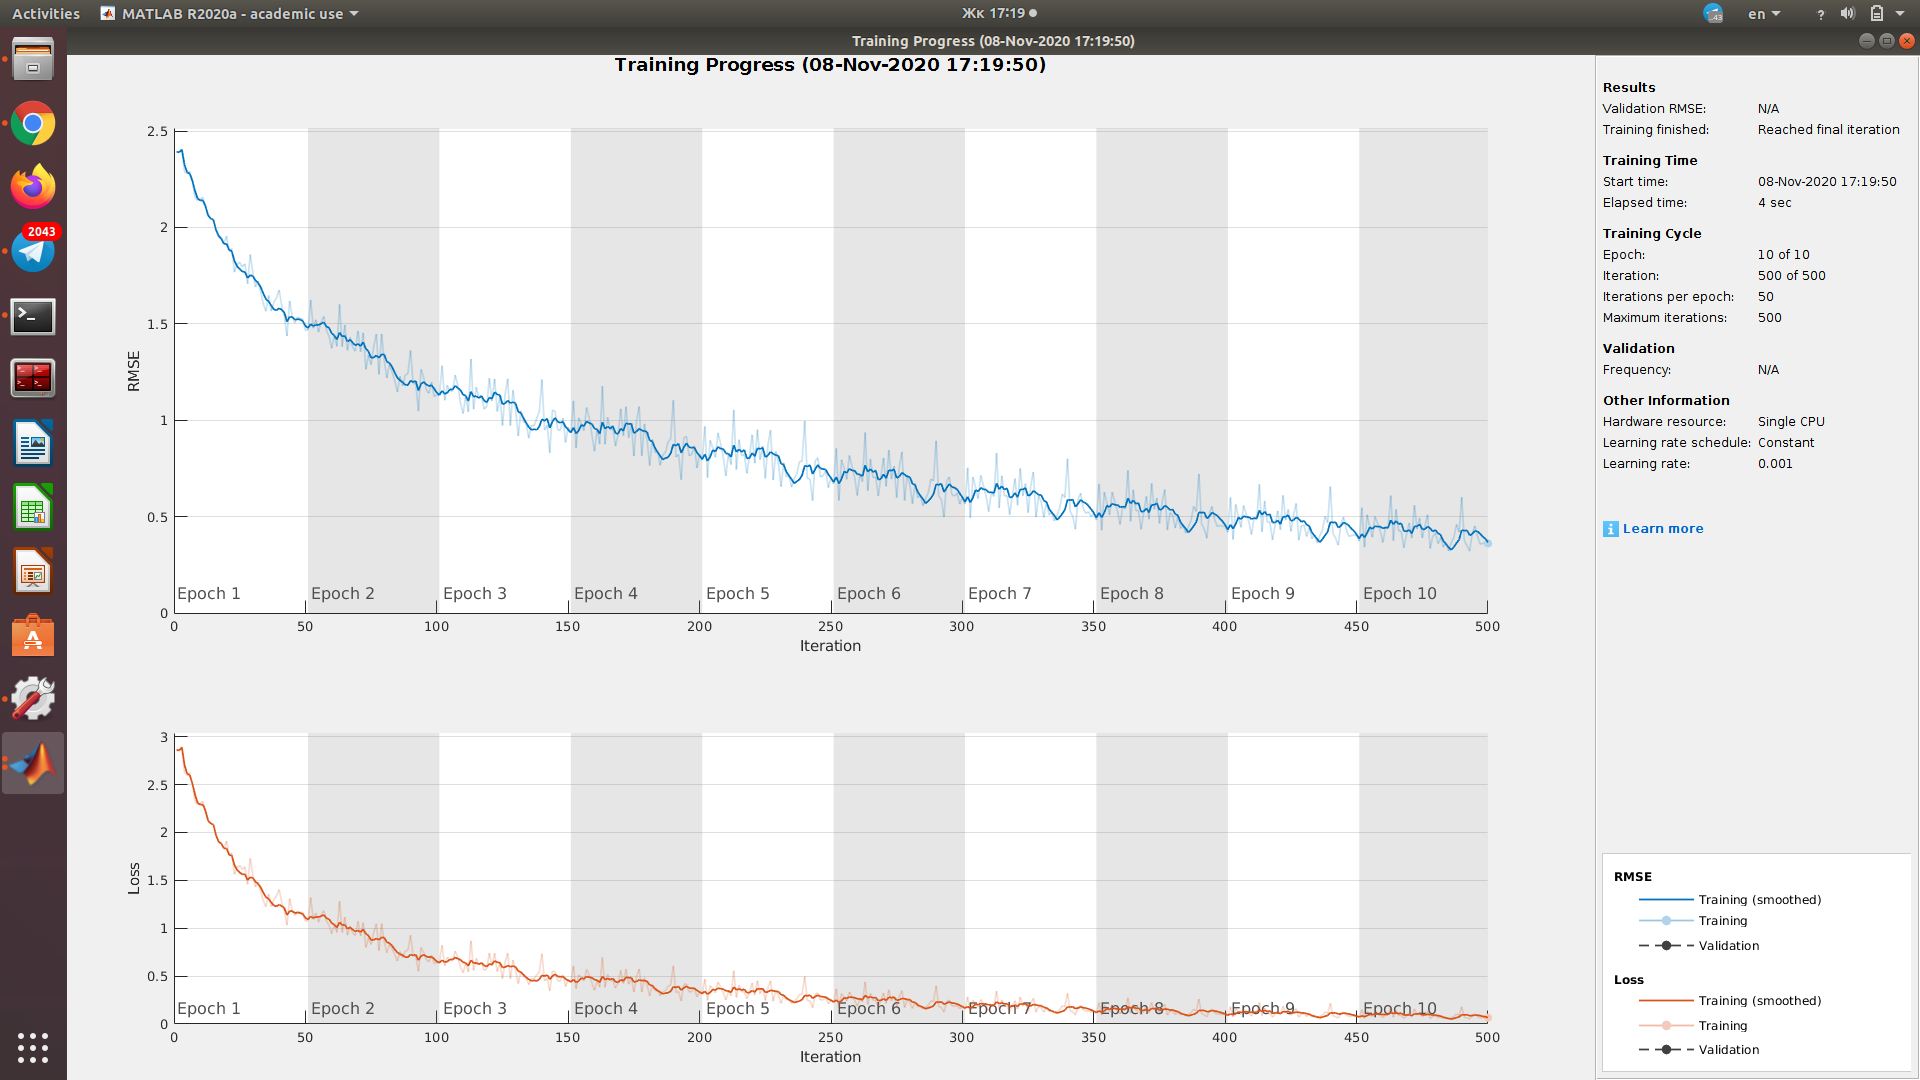 Activities MATLAB R2020a - academic use Жк 17:19 43 en ?
Training Progress (08-Nov-2020 17:19:50)
Training Progress (08-Nov-2020 17:19:50)
2043
2.5
2
1.5
1
0.5
0
RMSE
Epoch 1 Epoch 2 Epoch 3 Epoch 4 Epoch 5 Epoch 6 Epoch 7 Epoch 8 Epoch 9 Epoch 10
0 50 100 150 200 250 300 350 400 450 500
Iteration
3
2.5
2
1.5
1
0.5
0
Loss
Epoch 1 Epoch 2 Epoch 3 Epoch 4 Epoch 5 Epoch 6 Epoch 7 Epoch 8 Epoch 9 Epoch 10
0 50 100 150 200 250 300 350 400 450 500
Iteration
Results
Validation RMSE: N/A
Training finished: Reached final iteration
Training Time
Start time: 08-Nov-2020 17:19:50
Elapsed time: 4 sec
Training Cycle
Epoch: 10 of 10
Iteration: 500 of 500
Iterations per epoch: 50
Maximum iterations: 500
Validation
Frequency: N/A
Other Information
Hardware resource: Single CPU
Learning rate schedule: Constant
Learning rate: 0.001
i Learn more
RMSE
Training (smoothed)
Training
Validation
Loss
Training (smoothed)
Training
Validation